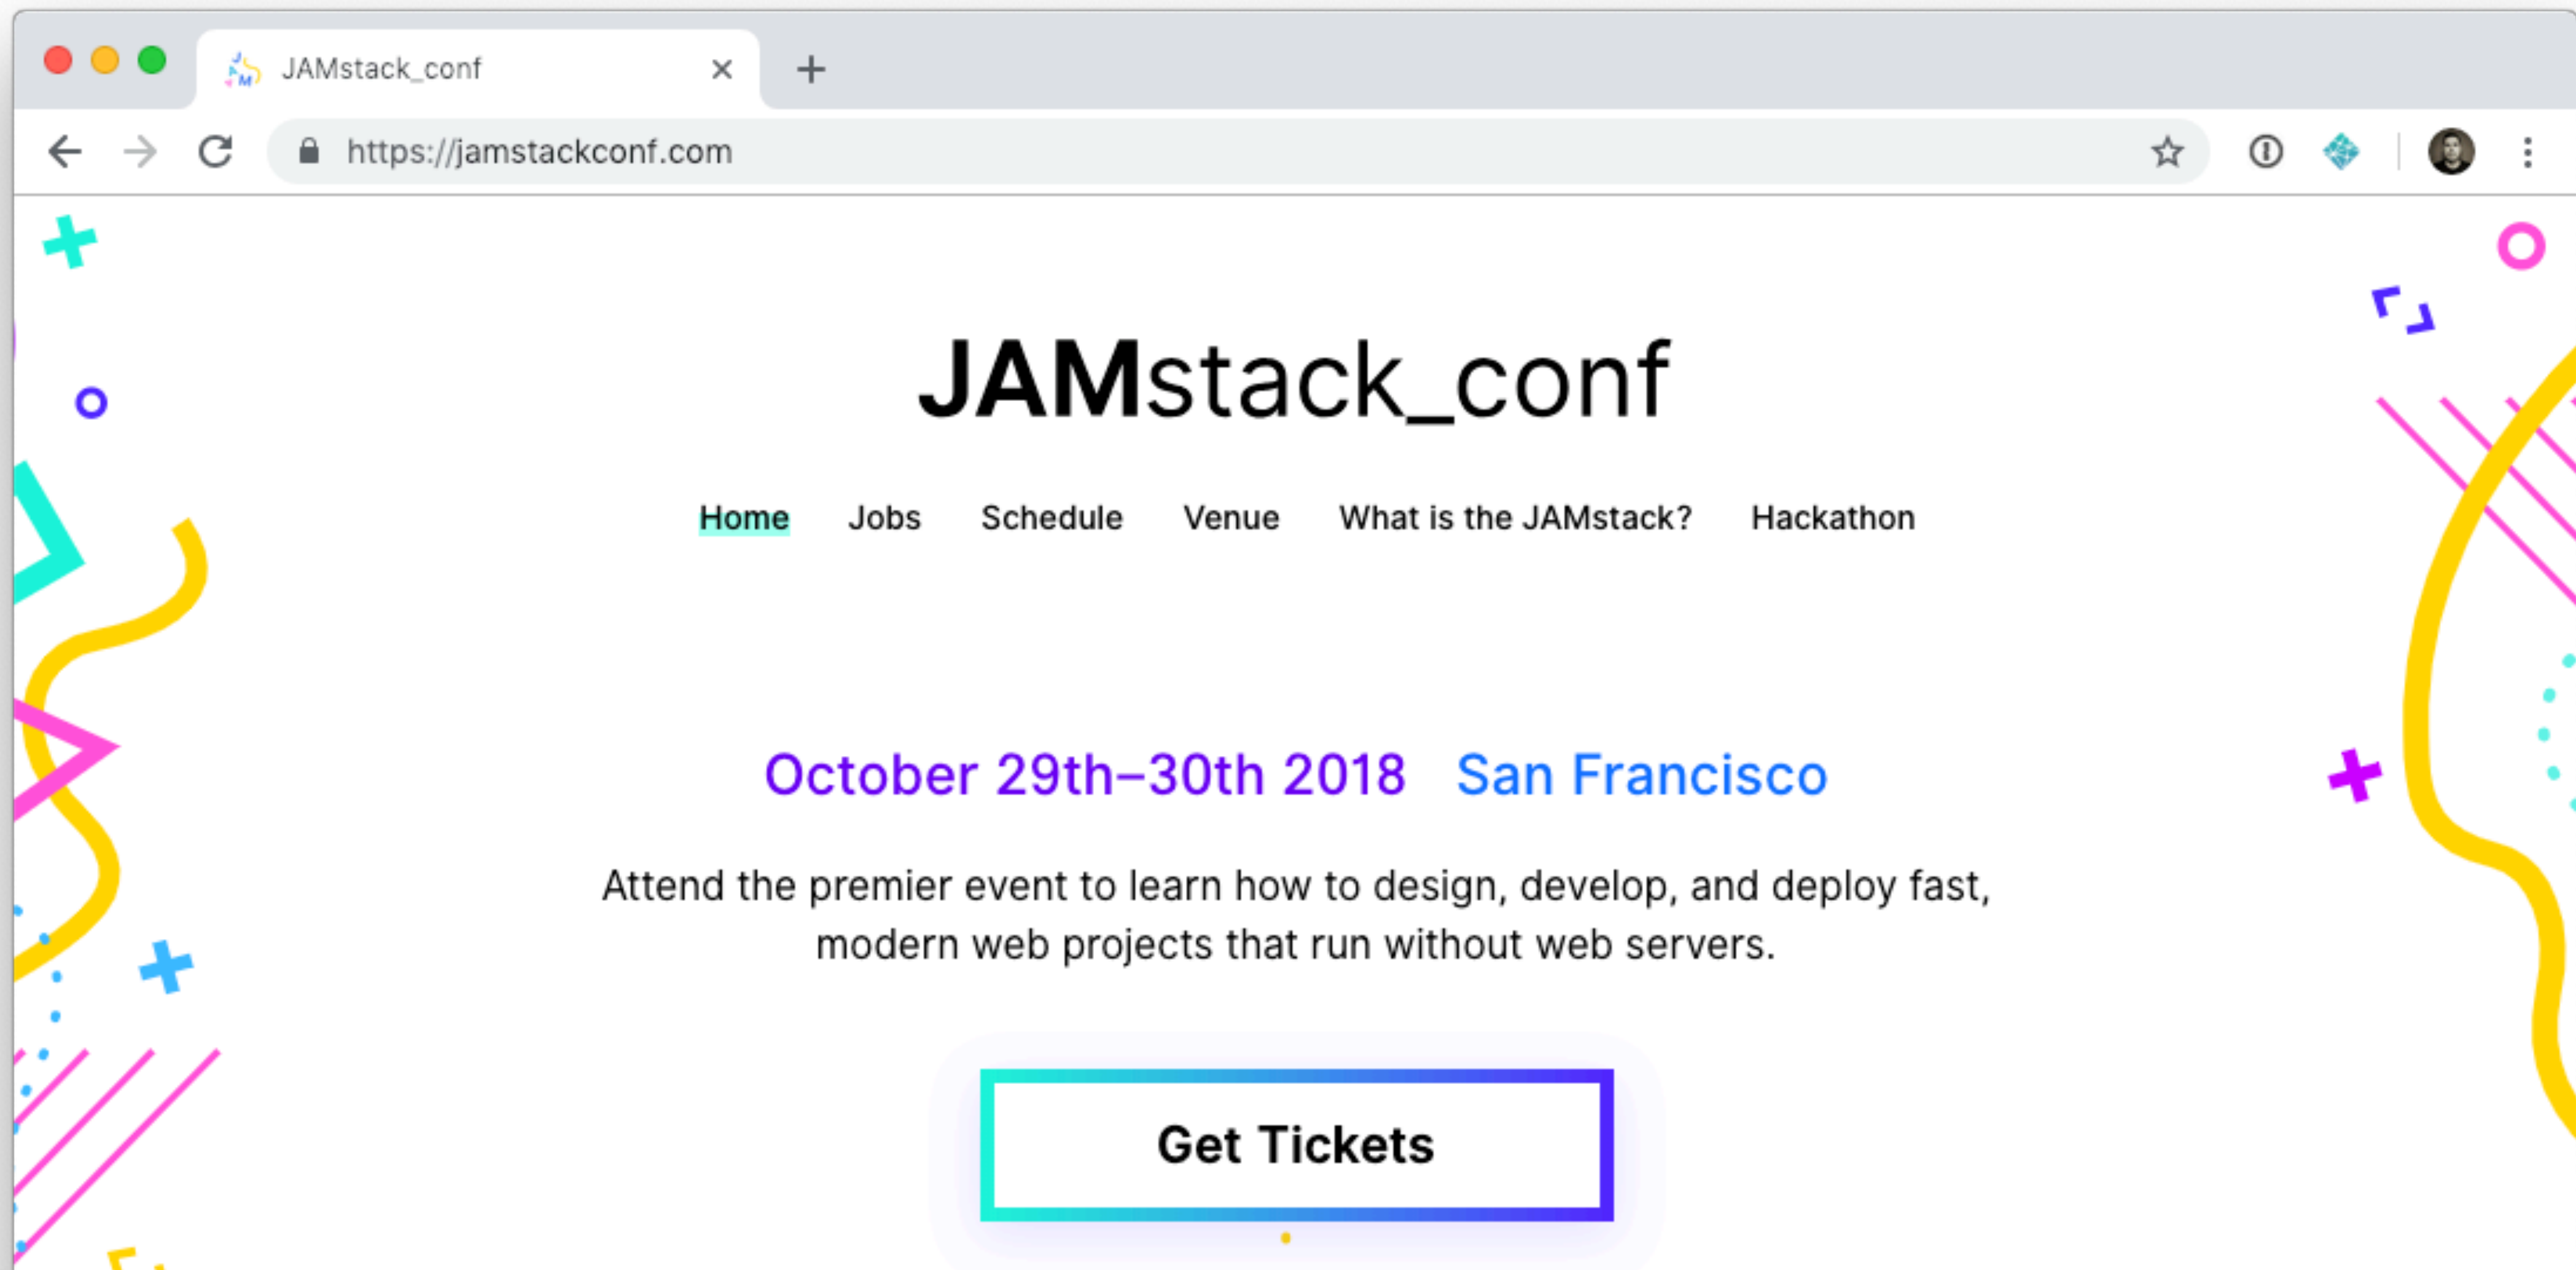 JAMstack_conf
https://jamstackconf.com
JAMstack_conf
Home Jobs Schedule Venue What is the JAMstack? Hackathon
October 29th–30th 2018 San Francisco
Attend the premier event to learn how to design, develop, and deploy fast,
modern web projects that run without web servers.
Get Tickets